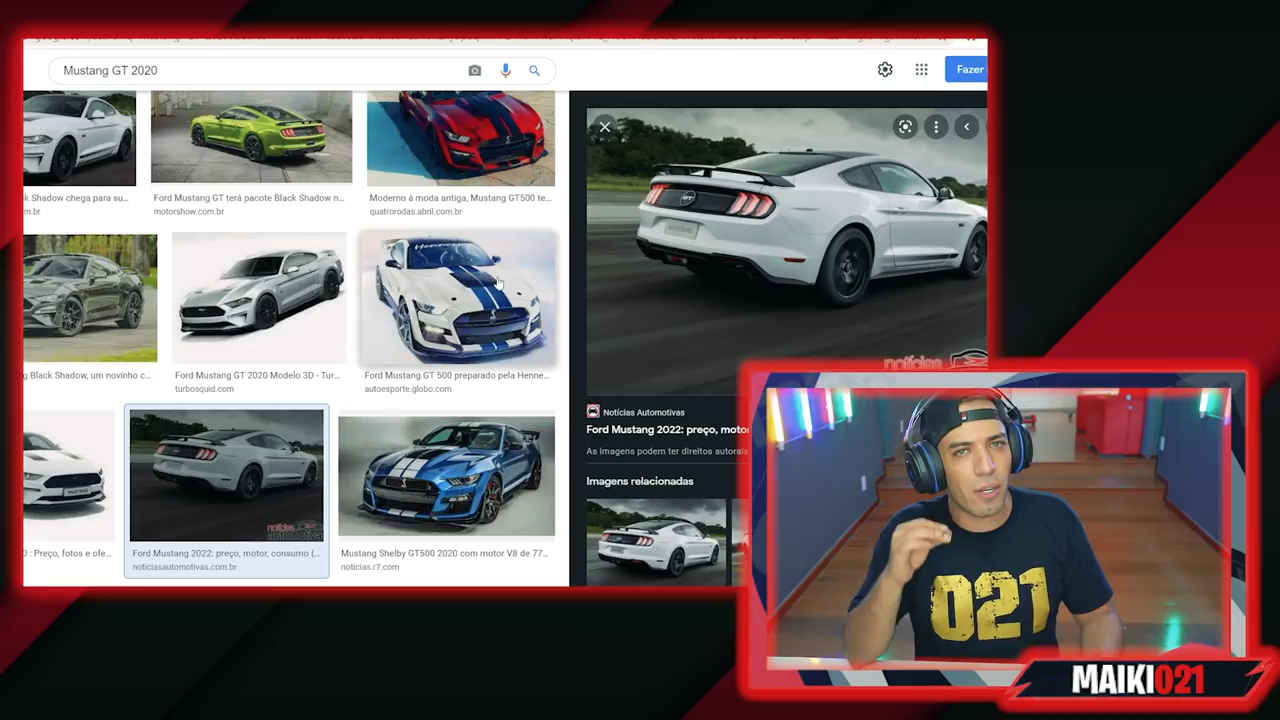 Mustang GT 2020
Fazer
k Shadow chega para su...
rn.br
Ford Mustang GT terá pacote Black Shadow n...
motorshow.com.br
Moderno à moda antiga, Mustang GT500 te...
quatrorodas.abril.com.br
g Black Shadow, um novinho c...
Ford Mustang GT 2020 Modelo 3D - Tur...
turbosquid.com
Ford Mustang GT 500 preparado pela Henne...
autoesporte.globo.com
0 : Preço, fotos e ofe...
Ford Mustang 2022: preço, motor, consumo (...
noticiasautomotivas.com.br
Mustang Shelby GT500 2020 com motor V8 de 77...
noticias.r7.com
notícias
Notícias Automotivas
Ford Mustang 2022: preço, motor
As imagens podem ter direitos autorais
Imagens relacionadas
021
MAIKI021